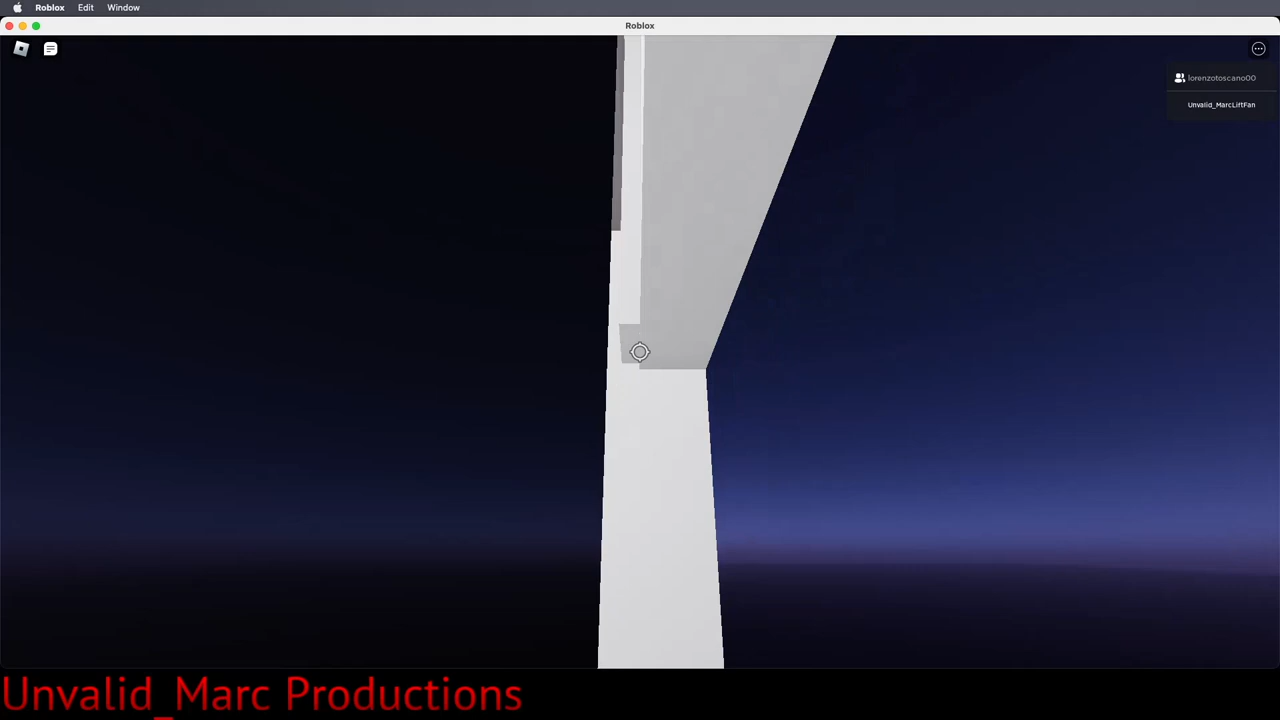 Roblox Edit Window
Roblox
lorenzotoscano00
Unvalid_MarcLiftFan
Unvalid_Marc Productions